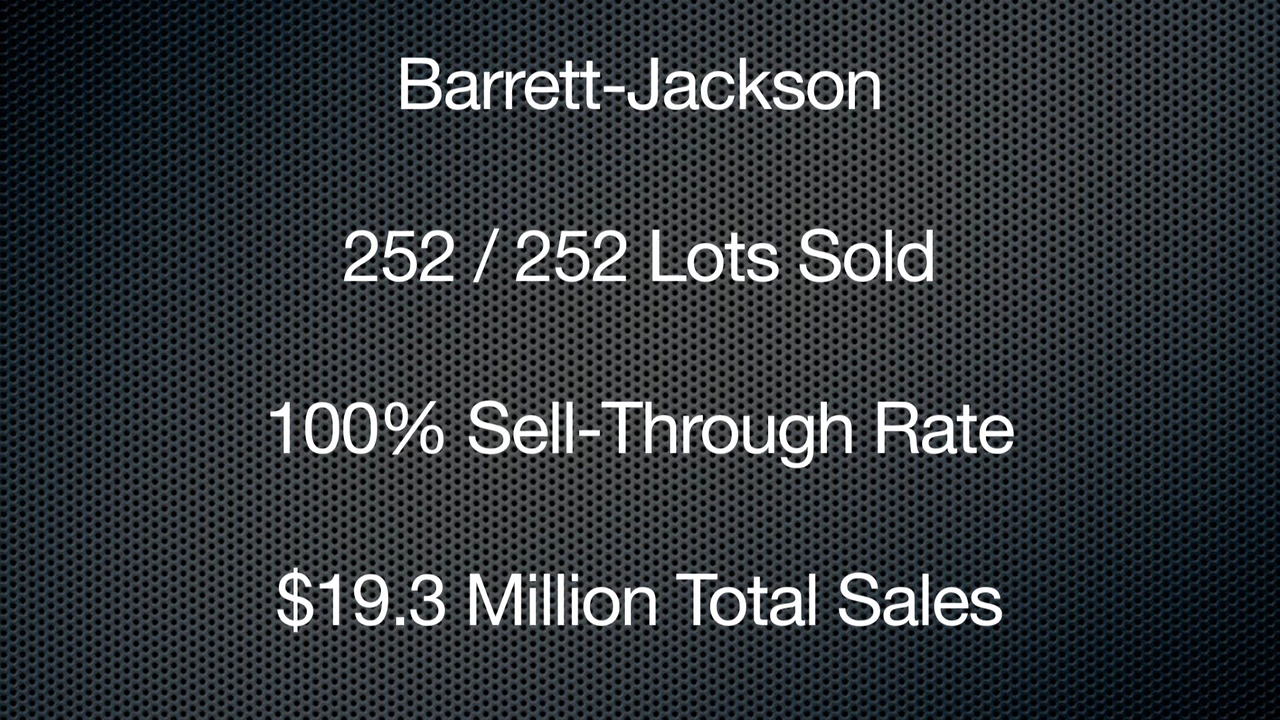 Barrett-Jackson
252 / 252 Lots Sold
100% Sell-Through Rate
$19.3 Million Total Sales